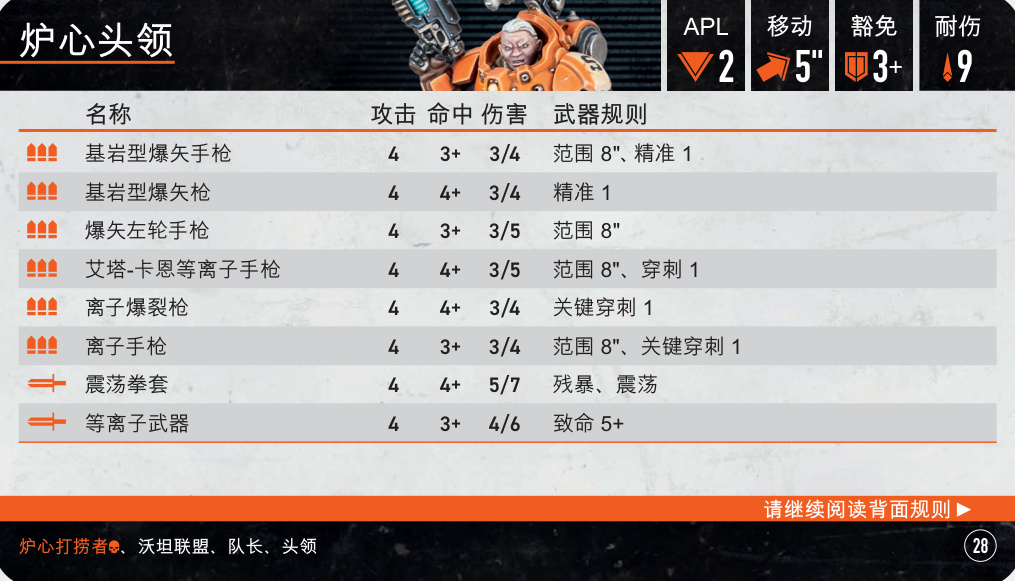 炉心头领
APL 移动 豁免 耐伤
2 5" 3+ 9
名称 攻击 命中 伤害 武器规则
基岩型爆矢手枪 4 3+ 3/4 范围 8"、精准 1
基岩型爆矢枪 4 4+ 3/4 精准 1
爆矢左轮手枪 4 3+ 3/5 范围 8"
艾塔-卡恩等离子手枪 4 4+ 3/5 范围 8"、穿刺 1
离子爆裂枪 4 4+ 3/4 关键穿刺 1
离子手枪 4 3+ 3/4 范围 8"、关键穿刺 1
震荡拳套 4 4+ 5/7 残暴、震荡
等离子武器 4 3+ 4/6 致命 5+
请继续阅读背面规则▶
炉心打捞者、沃坦联盟、队长、头领
28